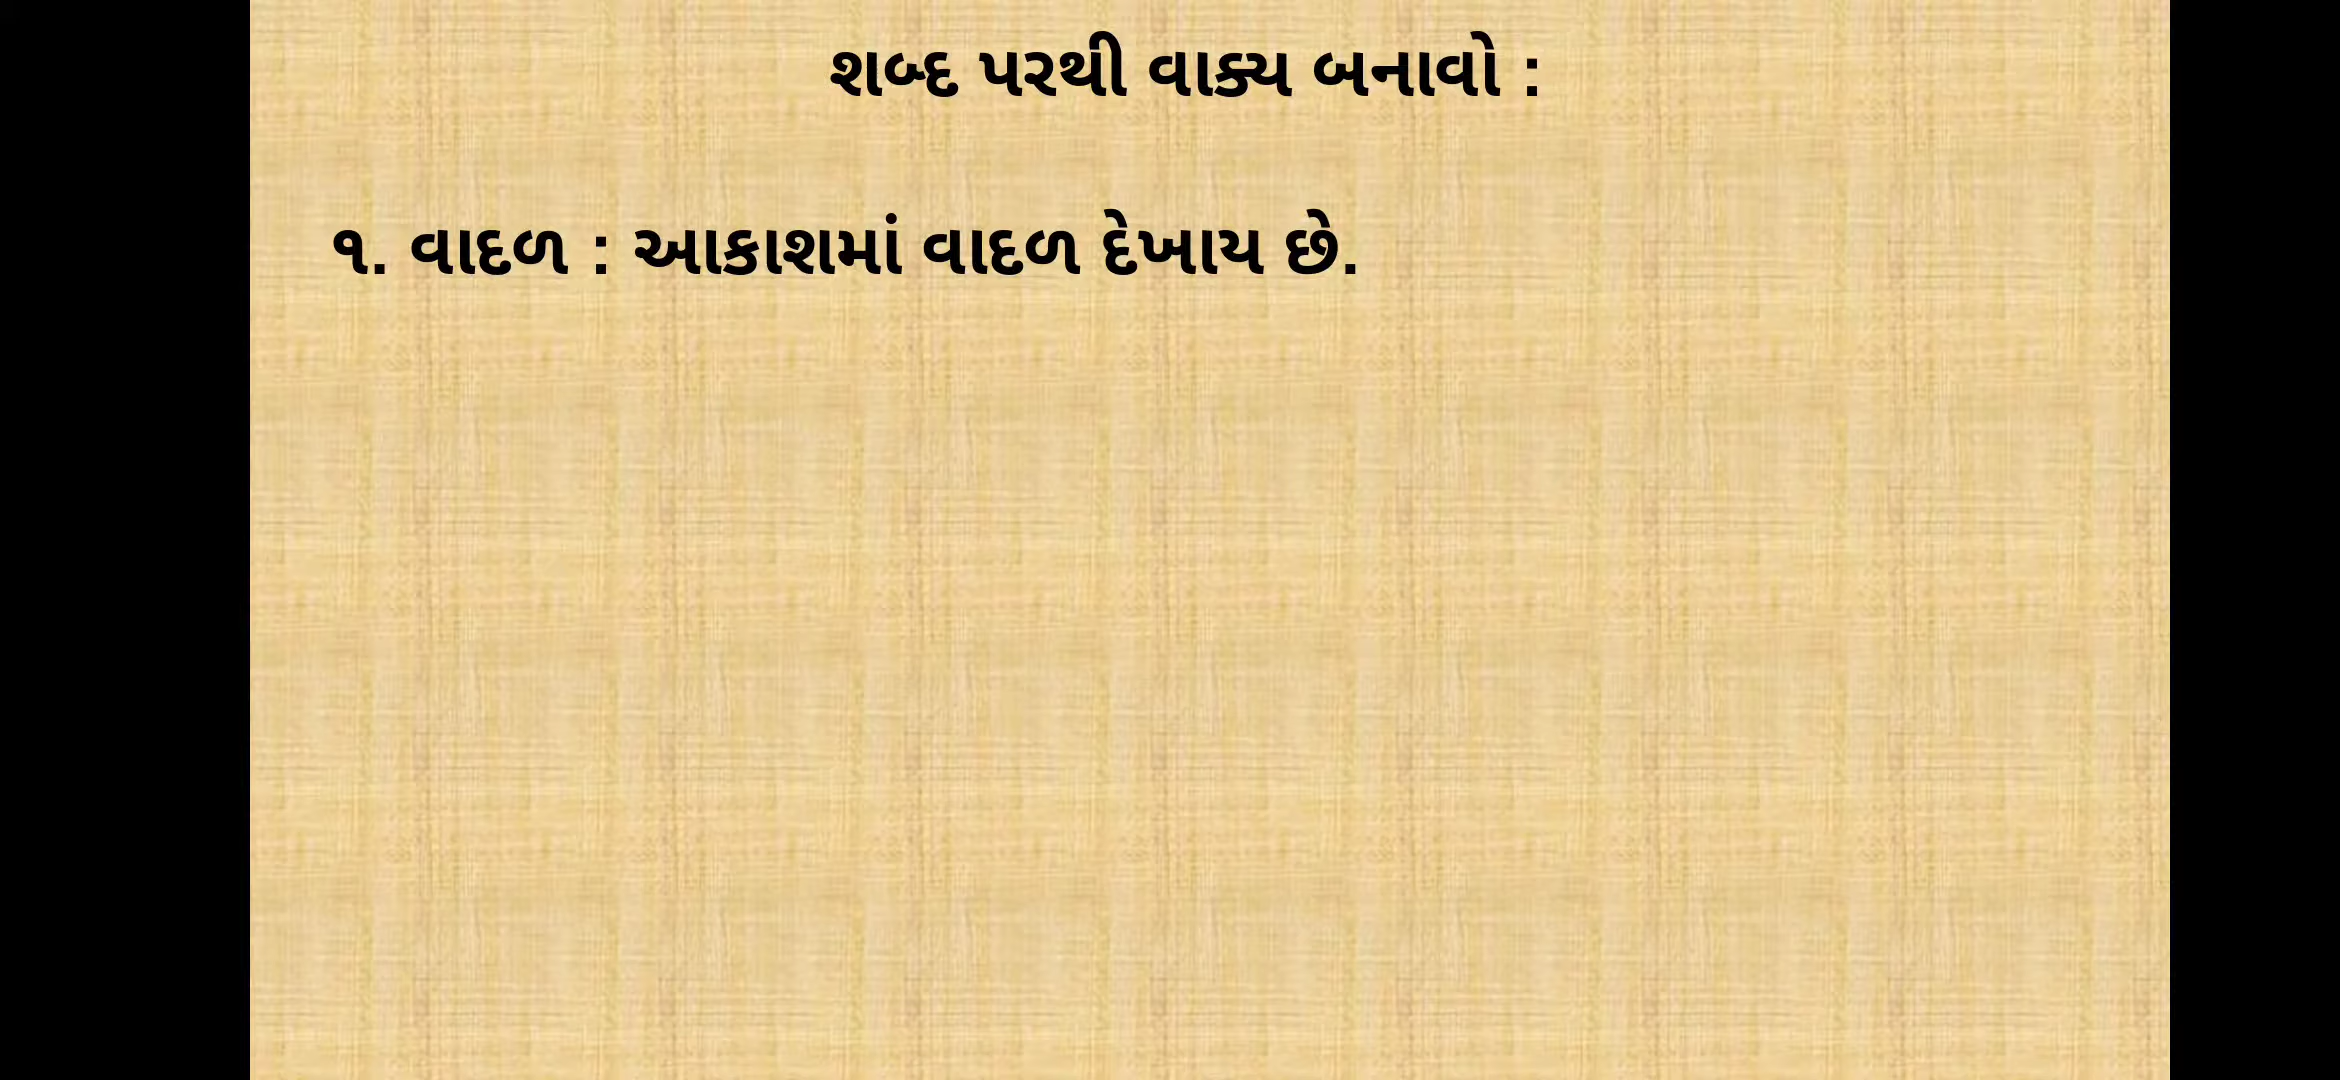 શબ્દ પરથી વાક્ય બનાવો :
૧. વાદળ : આકાશમાં વાદળ દેખાય છે.